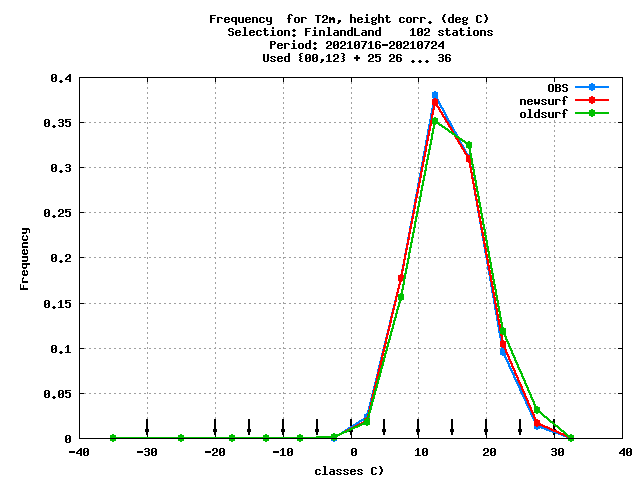 Frequency  for T2m, height corr. (deg C)
Selection: FinlandLand    102 stations
Period: 20210716-20210724
Used {00,12} + 25 26 ... 36
OBS
newsurf
oldsurf
0.4
0.35
0.3
0.25
0.2
0.15
0.1
0.05
0
Frequency
-40 -30 -20 -10 0 10 20 30 40
classes C)